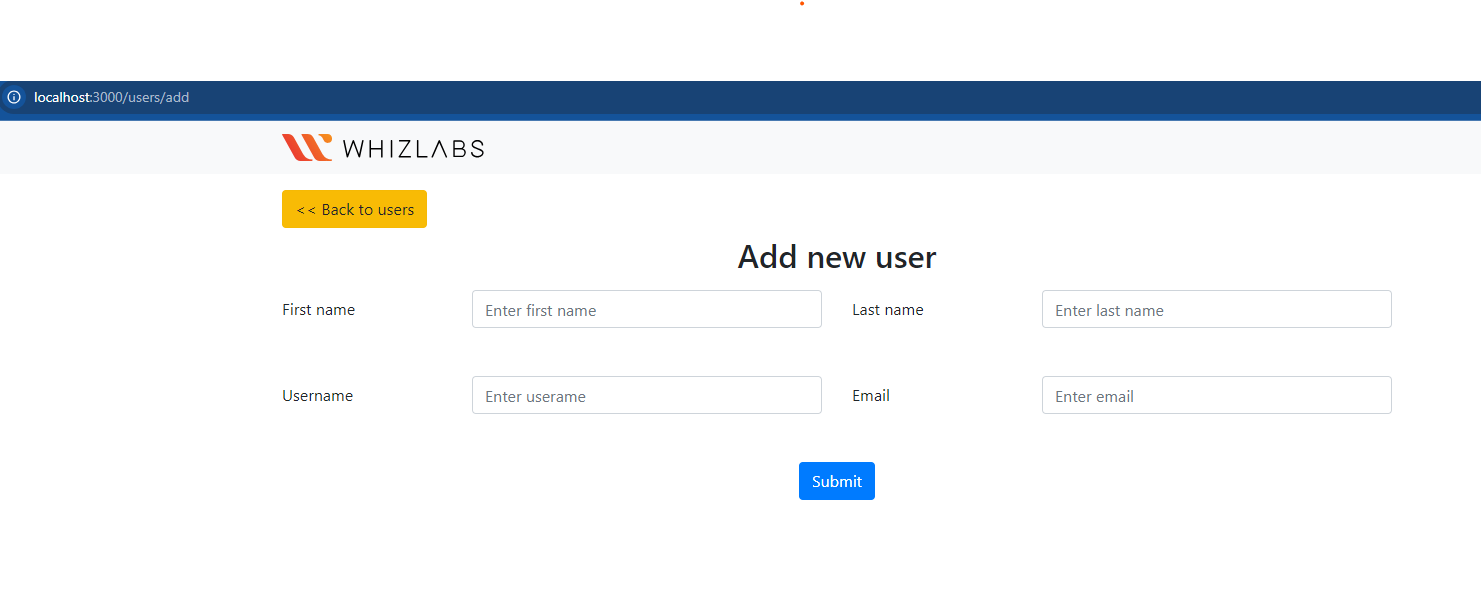 localhost:3000/users/add
WHIZLABS
<< Back to users
Add new user
First name Enter first name Last name Enter last name
Username Enter userame Email Enter email
Submit